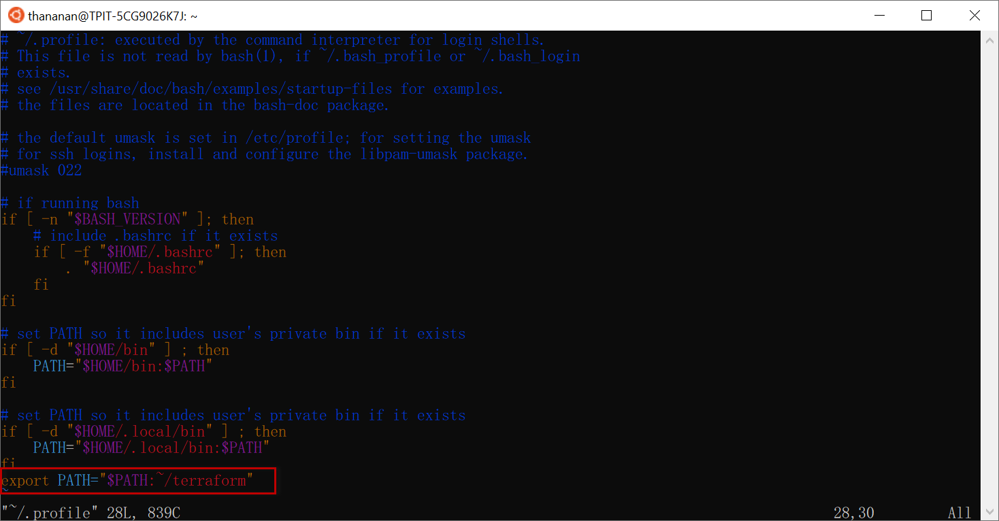 thananan@TPIT-5CG9026K7J: ~
# ~/.profile: executed by the command interpreter for login shells.
# This file is not read by bash(1), if ~/.bash_profile or ~/.bash_login
# exists.
# see /usr/share/doc/bash/examples/startup-files for examples.
# the files are located in the bash-doc package.

# the default umask is set in /etc/profile; for setting the umask
# for ssh logins, install and configure the libpam-umask package.
#umask 022

# if running bash
if [ -n "$BASH_VERSION" ]; then
    # include .bashrc if it exists
    if [ -f "$HOME/.bashrc" ]; then
        . "$HOME/.bashrc"
    fi
fi

# set PATH so it includes user's private bin if it exists
if [ -d "$HOME/bin" ] ; then
    PATH="$HOME/bin:$PATH"
fi

# set PATH so it includes user's private bin if it exists
if [ -d "$HOME/.local/bin" ] ; then
    PATH="$HOME/.local/bin:$PATH"
fi
export PATH="$PATH:~/terraform"
~
"~/.profile" 28L, 839C 28,30 All